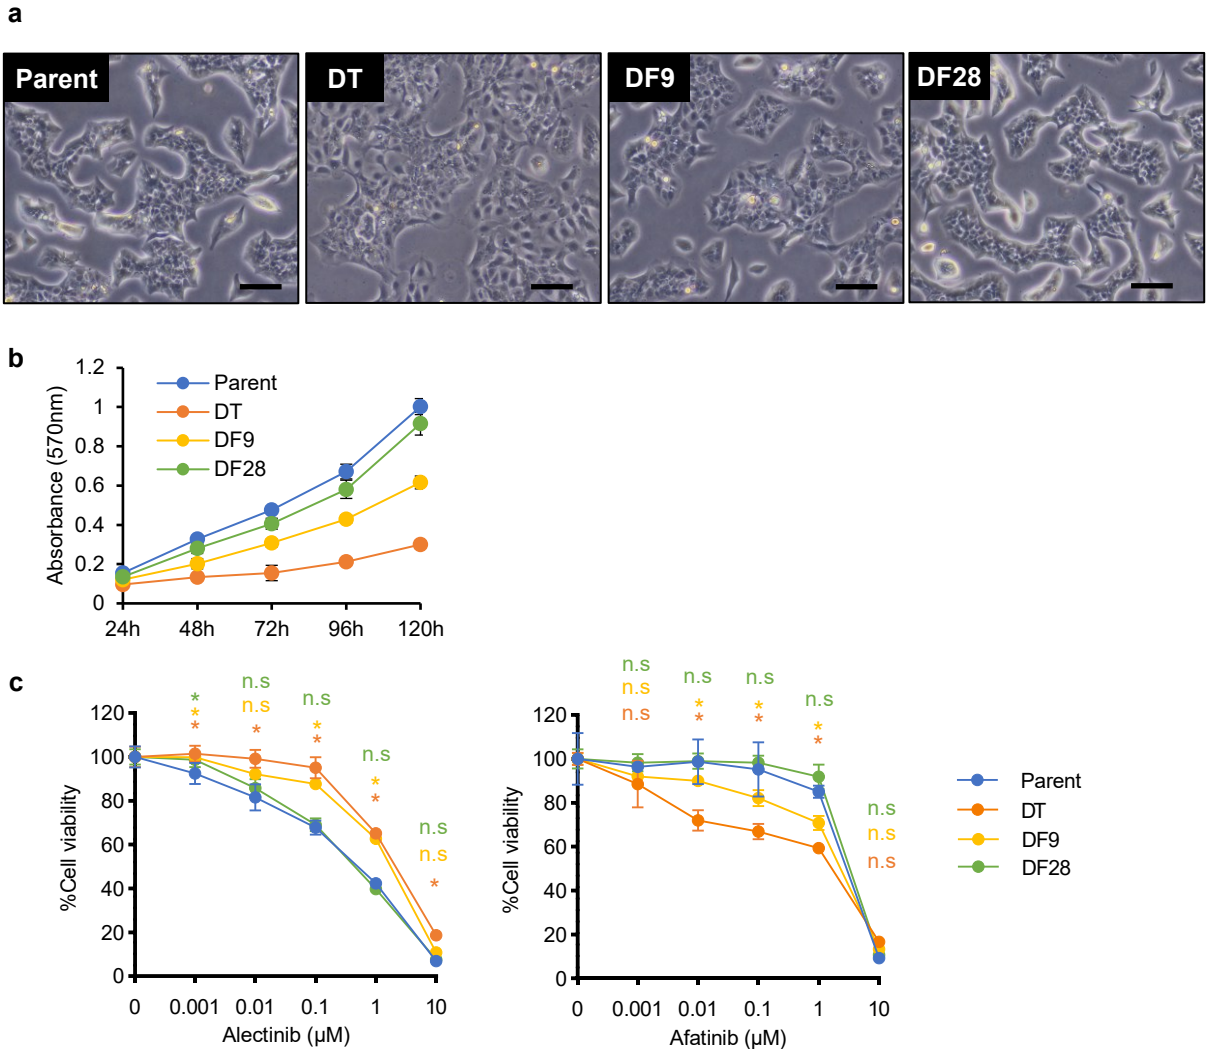 a
Parent
DT
DF9
DF28
b
Absorbance (570nm)
1.2
1
0.8
0.6
0.4
0.2
0
24h
48h
72h
96h
120h
Parent
DT
DF9
DF28
c
%Cell viability
120
100
80
60
40
20
0
0
0.001
0.01
0.1
1
10
Alectinib (µM)
*
*
*
n.s
n.s
*
n.s
*
*
n.s
*
*
n.s
n.s
*
%Cell viability
120
100
80
60
40
20
0
0
0.001
0.01
0.1
1
10
Afatinib (µM)
n.s
n.s
n.s
n.s
*
*
n.s
*
*
n.s
*
*
n.s
n.s
n.s
Parent
DT
DF9
DF28